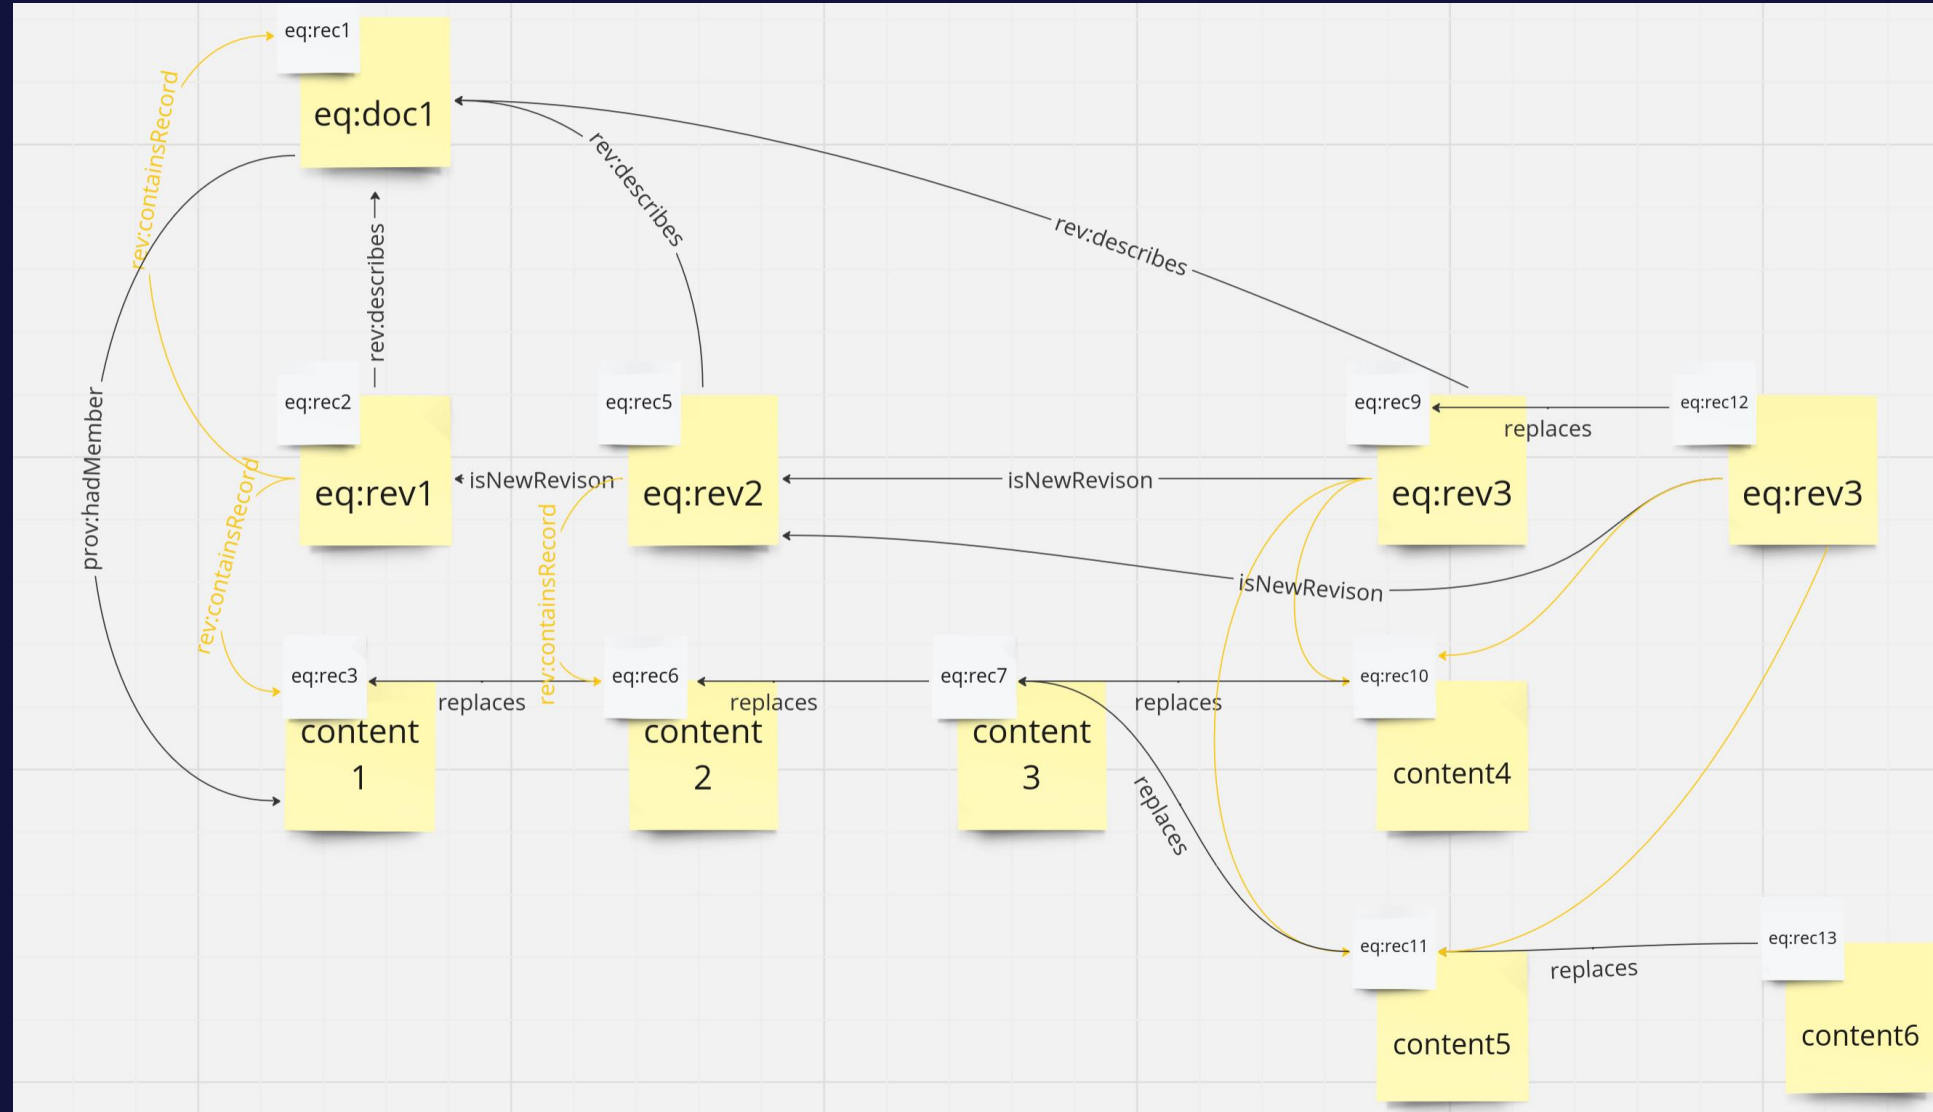 eq:rec1
eq:doc1
rev:containsRecord
rev:describes
rev:describes
rev:describes
prov:hadMember
eq:rec2
eq:rec5
eq:rec9
eq:rec12
replaces
eq:rev1
isNewRevison
eq:rev2
isNewRevison
eq:rev3
eq:rev3
rev:containsRecord
rev:containsRecord
isNewRevison
eq:rec3
replaces
eq:rec6
replaces
eq:rec7
replaces
eq:rec10
content
1
content
2
content
3
content4
replaces
eq:rec11
replaces
eq:rec13
content5
content6